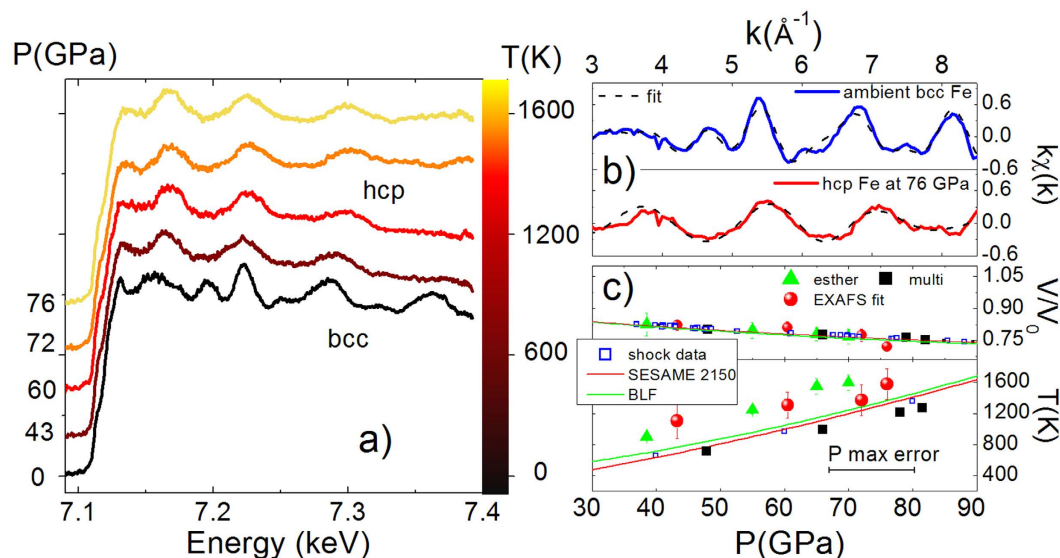 P(GPa)
T(K)
1600
1200
600
0
76
72
60
43
0
hcp
bcc
a)
7.1
7.2
7.3
7.4
Energy (keV)
k(Å⁻¹)
3 4 5 6 7 8
fit
ambient bcc Fe
0.6
0.0
-0.6
b)
kχ(k)
hcp Fe at 76 GPa
0.6
0.0
-0.6
c)
esther
multi
EXAFS fit
1.05
0.90
0.75
V/V₀
shock data
SESAME 2150
BLF
1600
1200
800
400
T(K)
P max error
30 40 50 60 70 80 90
P(GPa)